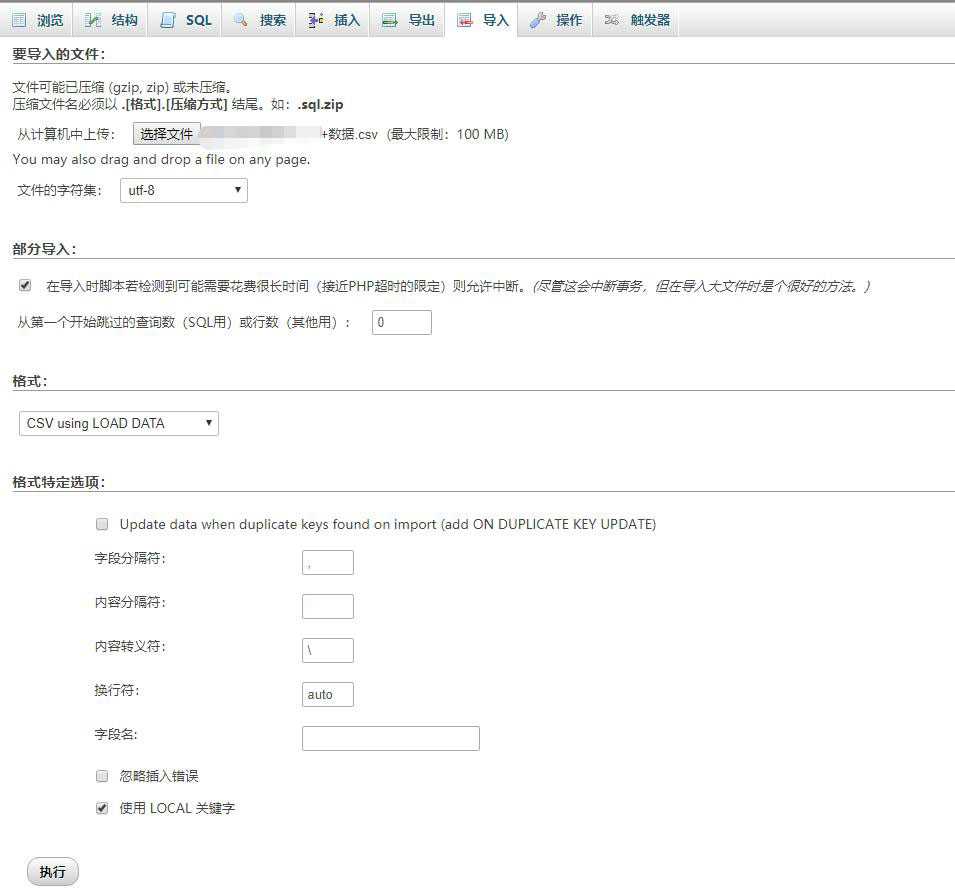 浏览 结构 SQL 搜索 插入 导出 导入 操作 触发器
要导入的文件：
文件可能已压缩 (gzip, zip) 或未压缩。
压缩文件名必须以 .[格式].[压缩方式] 结尾。如：.sql.zip
从计算机中上传： 选择文件 +数据.csv (最大限制：100 MB)
You may also drag and drop a file on any page.
文件的字符集： utf-8
部分导入：
在导入时脚本若检测到可能需要花费很长时间（接近PHP超时的限定）则允许中断。（尽管这会中断事务，但在导入大文件时是个很好的方法。）
从第一个开始跳过的查询数（SQL用）或行数（其他用）： 0
格式：
CSV using LOAD DATA
格式特定选项：
Update data when duplicate keys found on import (add ON DUPLICATE KEY UPDATE)
字段分隔符： ,
内容分隔符：
内容转义符： \
换行符： auto
字段名:
忽略插入错误
使用 LOCAL 关键字
执行